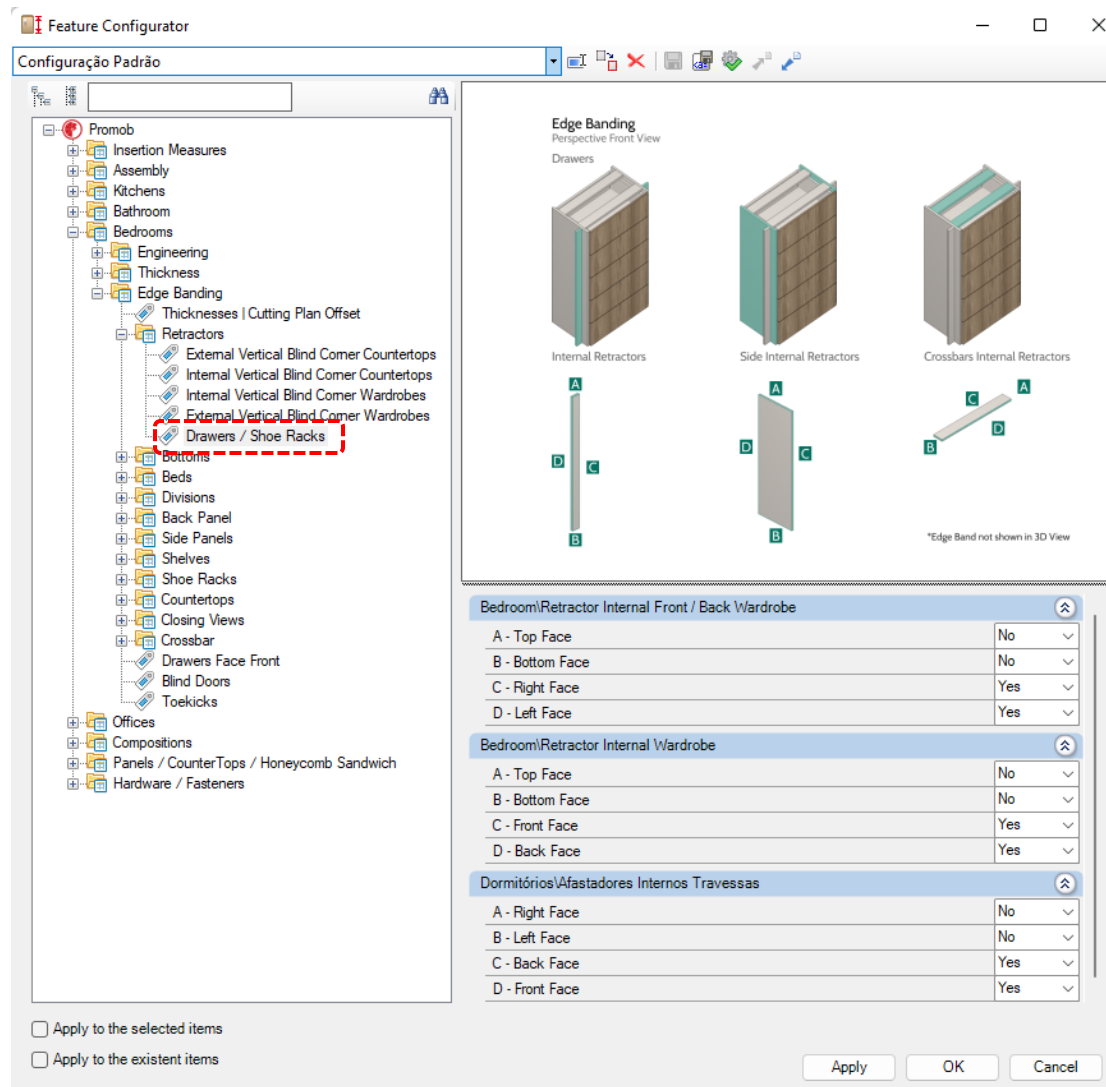 Feature Configurator
Configuração Padrão
Promob
Insertion Measures
Assembly
Kitchens
Bathroom
Bedrooms
Engineering
Thickness
Edge Banding
Thicknesses | Cutting Plan Offset
Retractors
External Vertical Blind Corner Countertops
Internal Vertical Blind Corner Countertops
Internal Vertical Blind Corner Wardrobes
External Vertical Blind Corner Wardrobes
Drawers / Shoe Racks
Bottoms
Beds
Divisions
Back Panel
Side Panels
Shelves
Shoe Racks
Countertops
Closing Views
Crossbar
Drawers Face Front
Blind Doors
Toekicks
Offices
Compositions
Panels / CounterTops / Honeycomb Sandwich
Hardware / Fasteners
Edge Banding
Perspective Front View
Drawers
Internal Retractors
Side Internal Retractors
Crossbars Internal Retractors
A
D
C
B
A
D
C
B
A
C
D
B
*Edge Band not shown in 3D View
Bedroom\Retractor Internal Front / Back Wardrobe
A - Top Face No
B - Bottom Face No
C - Right Face Yes
D - Left Face Yes
Bedroom\Retractor Internal Wardrobe
A - Top Face No
B - Bottom Face No
C - Front Face Yes
D - Back Face Yes
Dormitórios\Afastadores Internos Travessas
A - Right Face No
B - Left Face No
C - Back Face Yes
D - Front Face Yes
Apply to the selected items
Apply to the existent items
Apply
OK
Cancel